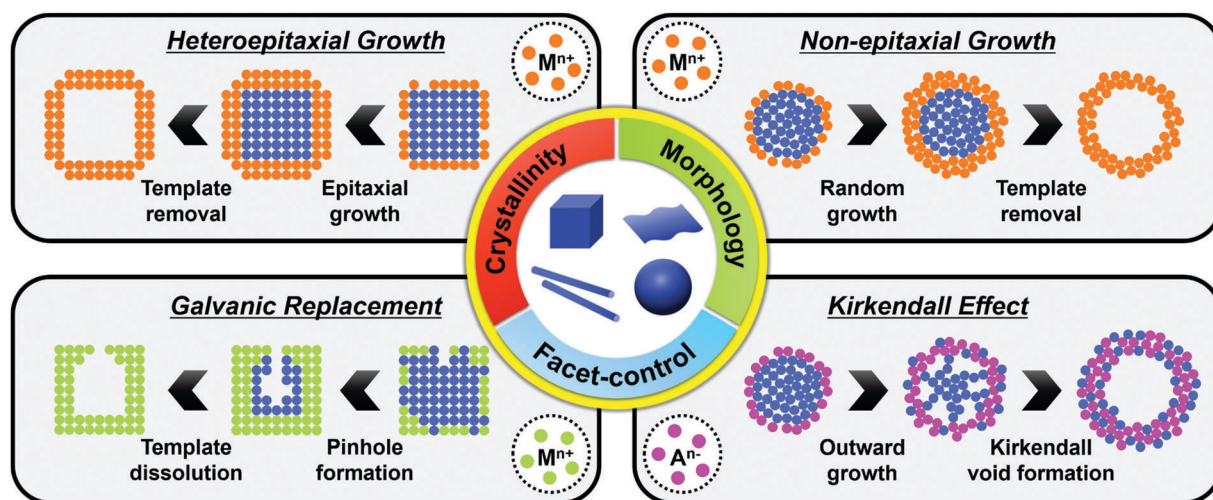 Heteroepitaxial Growth
Mn+
Template
removal
Epitaxial
growth
Non-epitaxial Growth
Mn+
Random
growth
Template
removal
Crystallinity
Morphology
Facet-control
Galvanic Replacement
Template
dissolution
Pinhole
formation
Mn+
Kirkendall Effect
An-
Outward
growth
Kirkendall
void formation